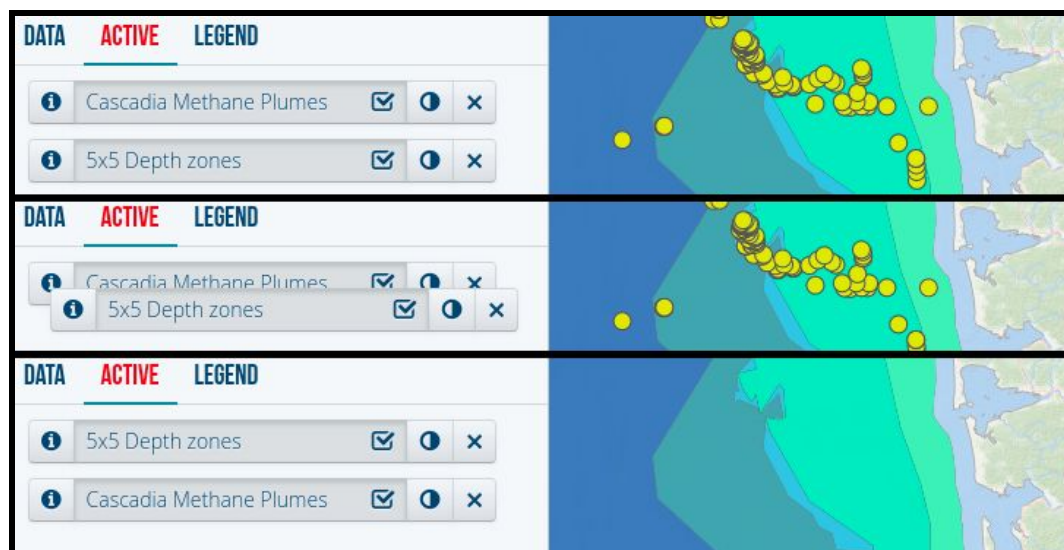 DATA ACTIVE LEGEND
Cascadia Methane Plumes
5x5 Depth zones
DATA ACTIVE LEGEND
Cascadia Methane Plumes
5x5 Depth zones
DATA ACTIVE LEGEND
5x5 Depth zones
Cascadia Methane Plumes